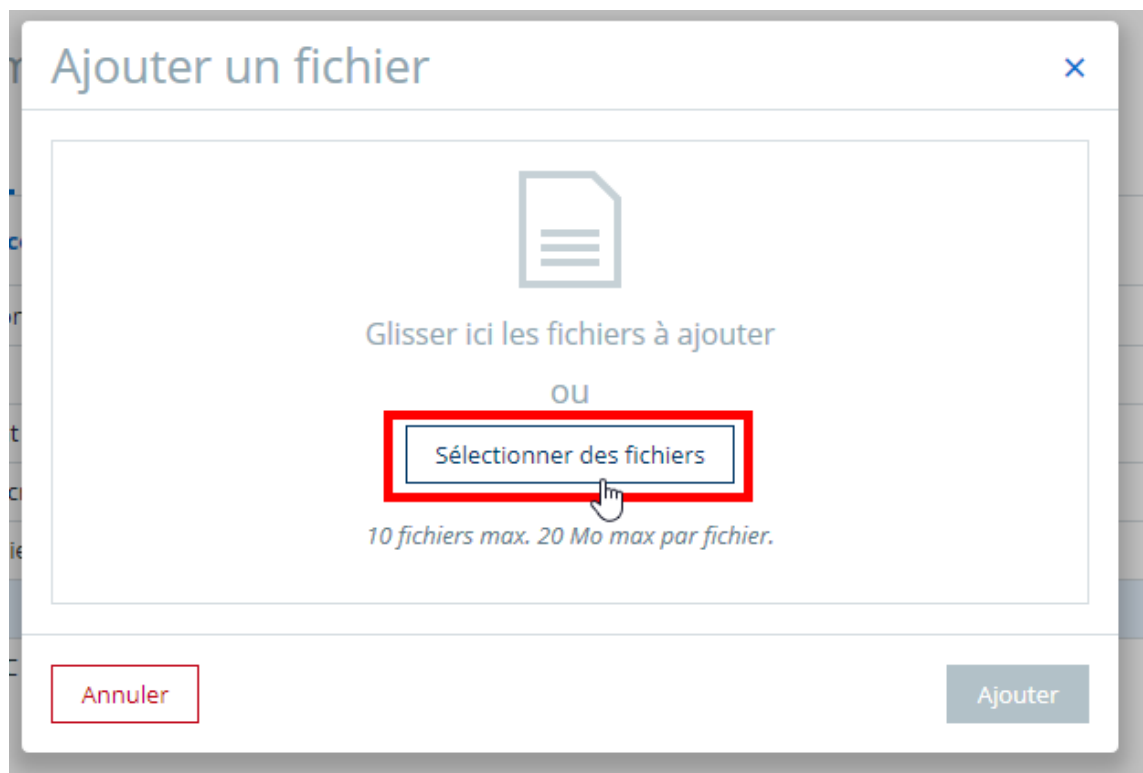 Ajouter un fichier
Glisser ici les fichiers à ajouter
ou
Sélectionner des fichiers
10 fichiers max. 20 Mo max par fichier.
Annuler
Ajouter